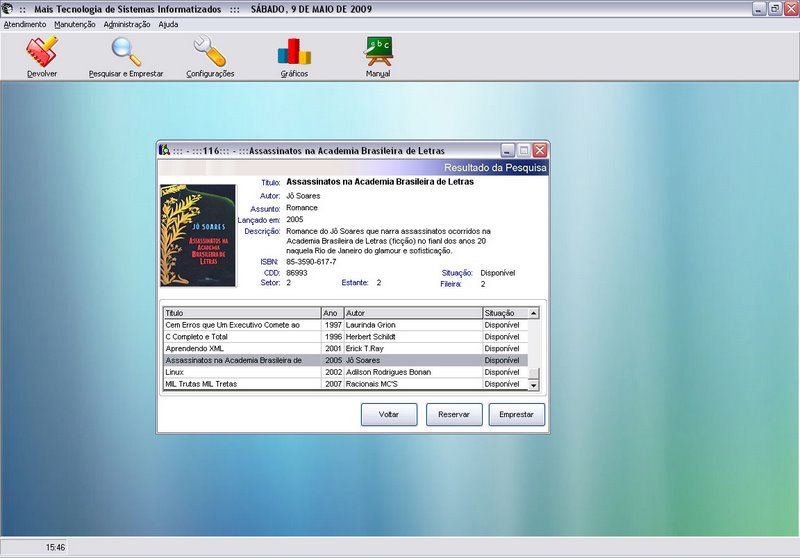 :: Mais Tecnologia de Sistemas Informatizados ::: SÁBADO, 9 DE MAIO DE 2009
Atendimento Manutenção Administração Ajuda
abc
Devolver Pesquisar e Emprestar Configurações Gráficos Manual
::: - :::116::: - :::Assassinatos na Academia Brasileira de Letras
Resultado da Pesquisa
JÔ SOARES
ASSASSINATOS NA
ACADEMIA
BRASILEIRA DE
LETRAS
Título: Assassinatos na Academia Brasileira de Letras
Autor: Jô Soares
Assunto: Romance
Lançado em: 2005
Descrição: Romance do Jô Soares que narra assassinatos ocorridos na
Academia Brasileira de Letras (ficção) no fianl dos anos 20
naquela Rio de Janeiro do glamour e sofisticação.
ISBN: 85-3590-617-7
CDD: 86993 Situação: Disponível
Setor: 2 Estante: 2 Fileira: 2
Título Ano Autor Situação
Cem Erros que Um Executivo Comete ao 1997 Laurinda Grion Disponível
C Completo e Total 1996 Herbert Schildt Disponível
Aprendendo XML 2001 Erick T.Ray Disponível
Assassinatos na Academia Brasileira de 2005 Jô Soares Disponível
Linux 2002 Adilson Rodrigues Bonan Disponível
MIL Trutas MIL Tretas 2007 Racionais MC'S Disponível
Voltar Reservar Emprestar
15:46